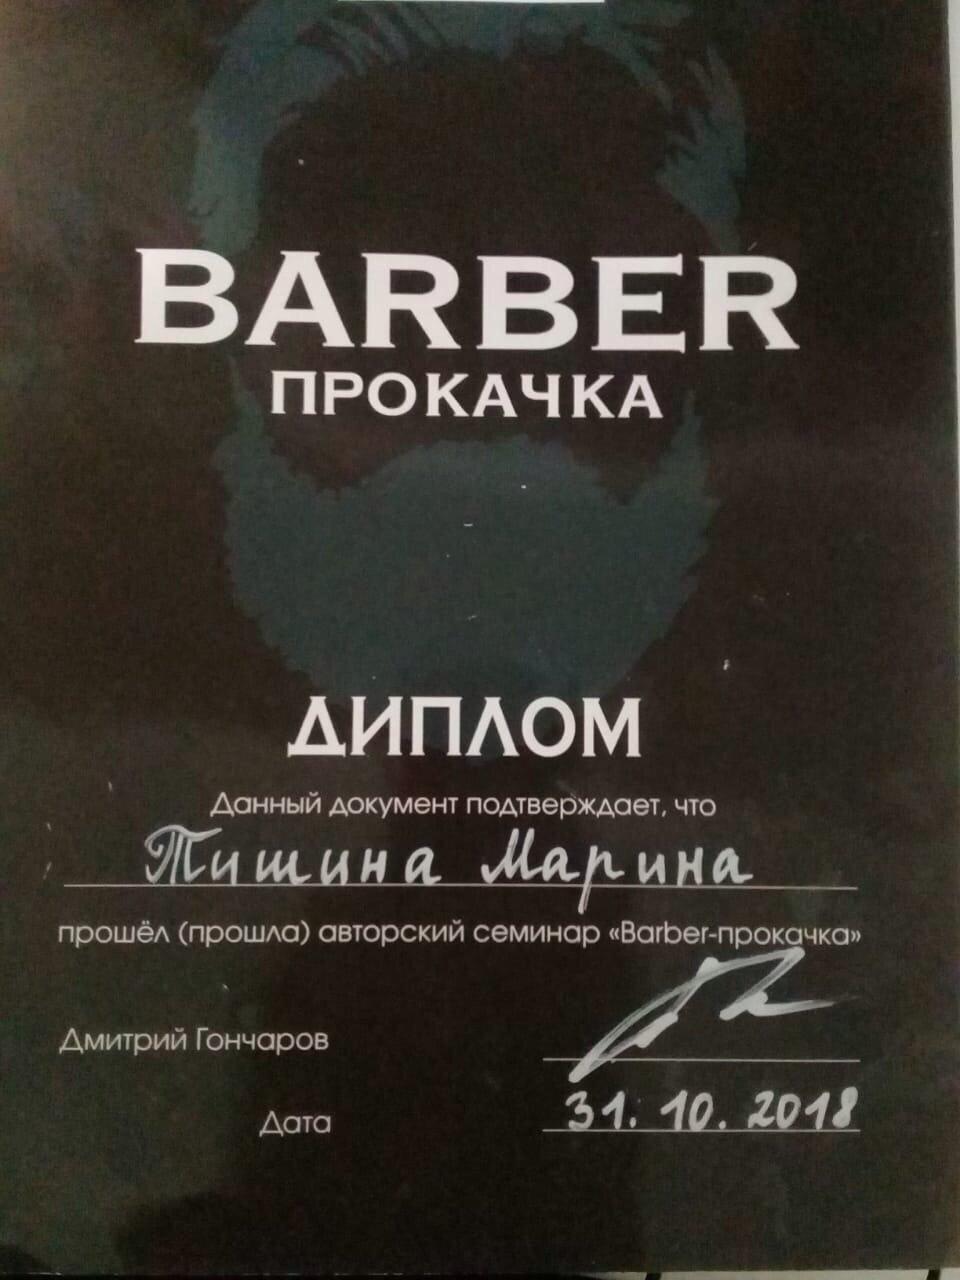 BARBER
ПРОКАЧКА
ДИПЛОМ
Данный документ подтверждает, что
Тишина Марина
прошёл (прошла) авторский семинар «Barber-прокачка»
Дмитрий Гончаров
Дата 31. 10. 2018